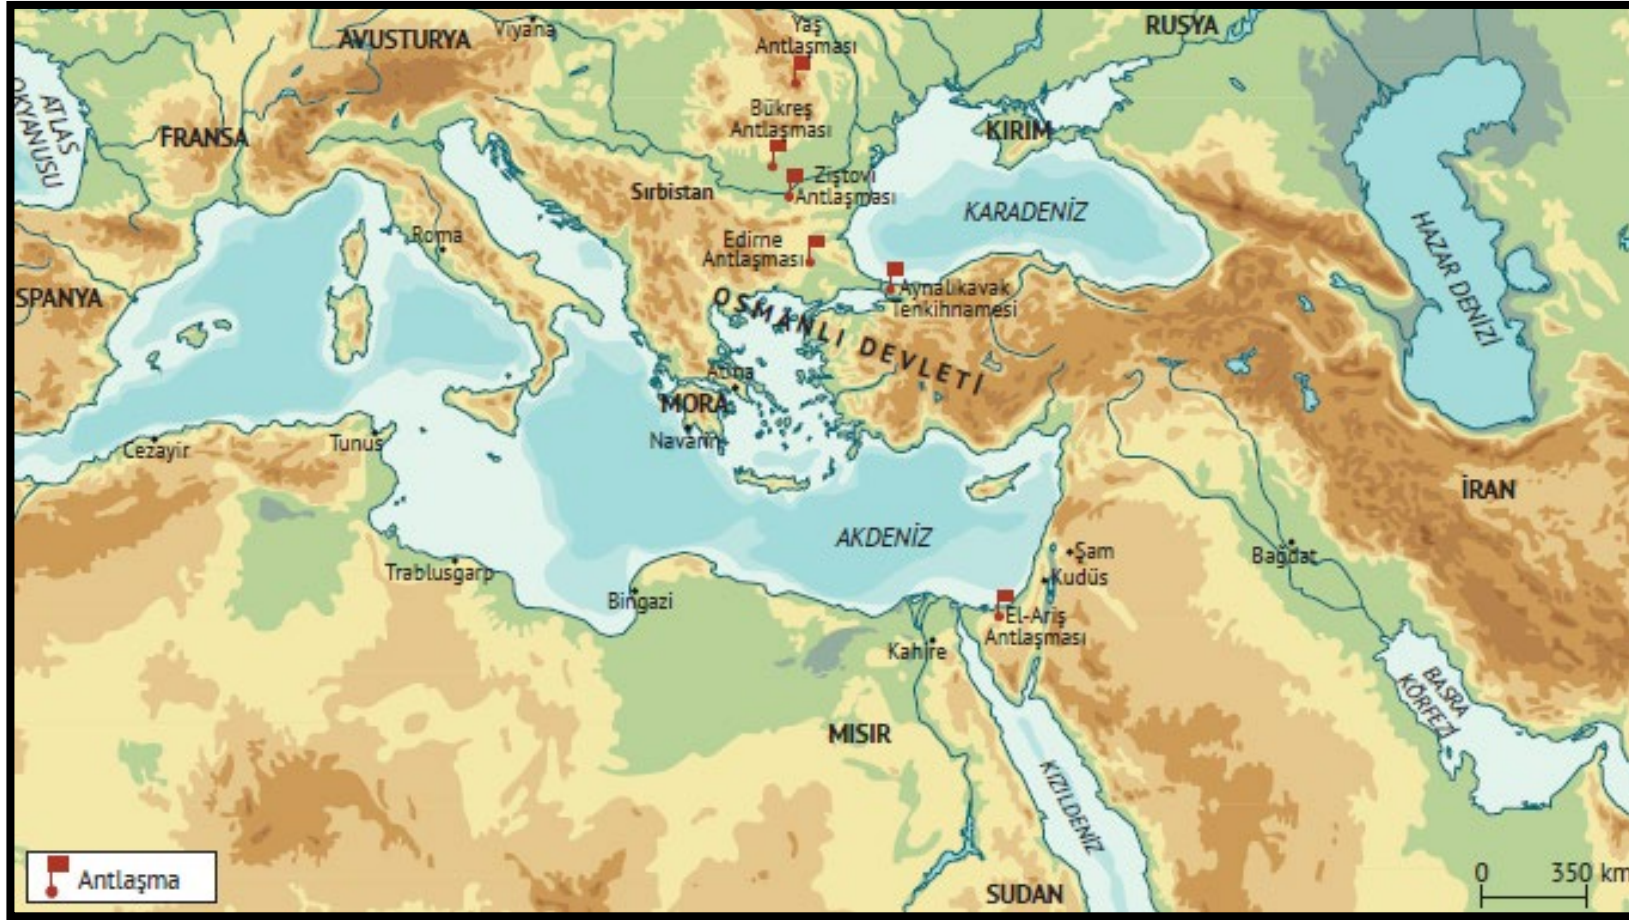 AVUSTURYA
Viyana
Yaş
Antlaşması
RUSYA
ATLAS
OKYANUSU
FRANSA
Bükreş
Antlaşması
KIRIM
Sırbistan
Ziştovi
Antlaşması
KARADENİZ
HAZAR DENİZİ
Roma
Edirne
Antlaşması
SPANYA
Aynalıkavak
Tenkihnamesi
OSMANLI DEVLETİ
Atina
MORA
Navarin
Cezayir
Tunus
İRAN
AKDENİZ
Şam
Bağdat
Trablusgarp
Kudüs
Bingazi
El-Ariş
Antlaşması
Kahire
BASRA
KÖRFEZİ
MISIR
KIZILDENİZ
Antlaşma
SUDAN
0 350 km